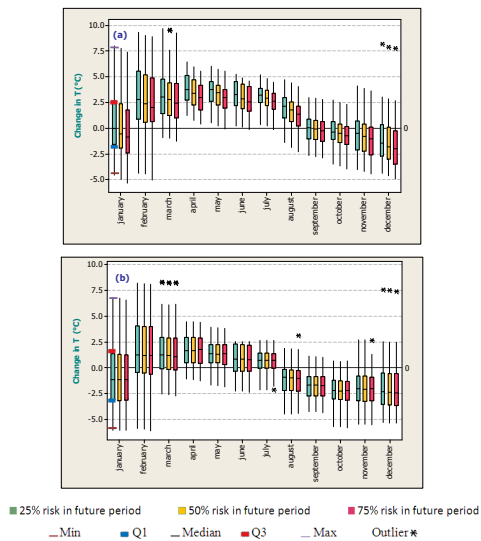 (a)
Change in T (°C)
10.0
7.5
5.0
2.5
0.0
-2.5
-5.0
0
january
february
march
april
may
june
july
august
september
october
november
december
(b)
Change in T (°C)
10.0
7.5
5.0
2.5
0.0
-2.5
-5.0
0
january
february
march
april
may
june
july
august
september
october
november
december
25% risk in future period 50% risk in future period 75% risk in future period
Min Q1 Median Q3 Max Outlier*